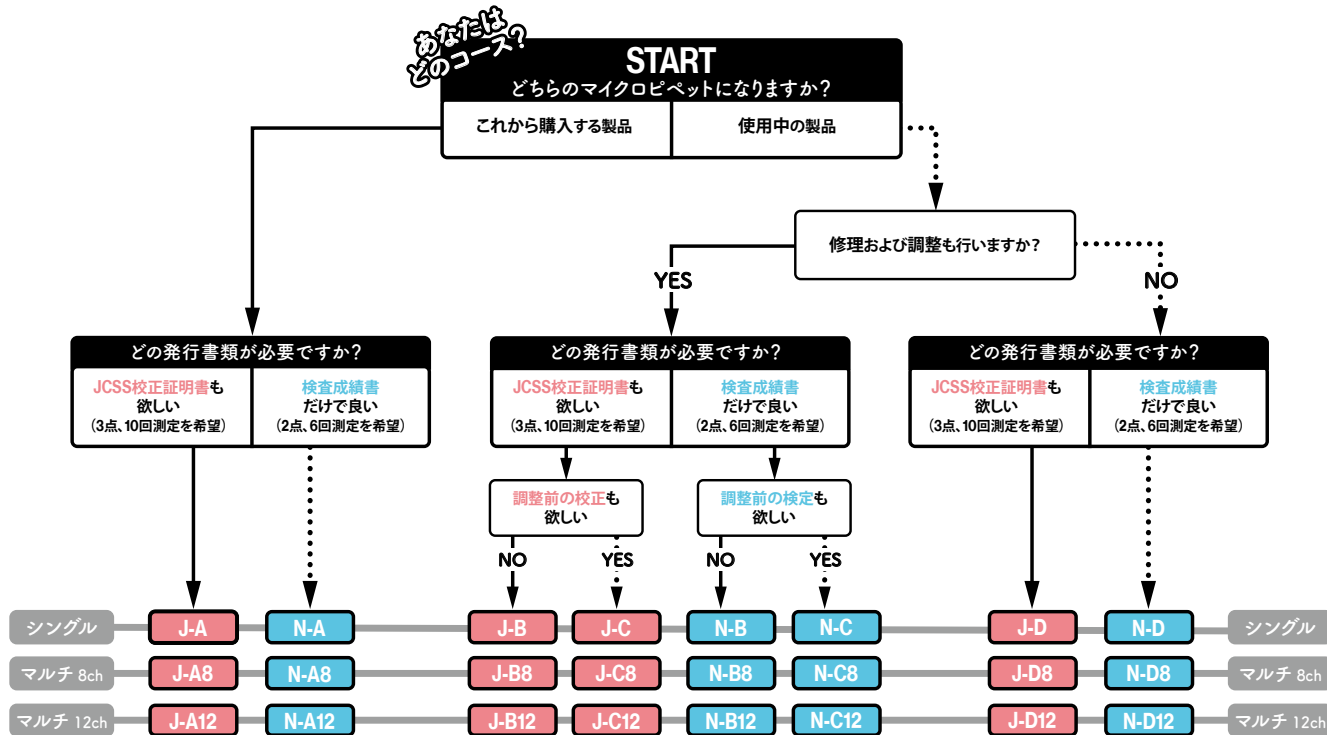 あなたは
どのコース?
START
どちらのマイクロピペットになりますか?
これから購入する製品
使用中の製品
修理および調整も行いますか?
YES
NO
どの発行書類が必要ですか?
JCSS校正証明書も
欲しい
(3点、10回測定を希望)
検査成績書
だけで良い
(2点、6回測定を希望)
どの発行書類が必要ですか?
JCSS校正証明書も
欲しい
(3点、10回測定を希望)
検査成績書
だけで良い
(2点、6回測定を希望)
どの発行書類が必要ですか?
JCSS校正証明書も
欲しい
(3点、10回測定を希望)
検査成績書
だけで良い
(2点、6回測定を希望)
調整前の校正も
欲しい
調整前の検定も
欲しい
NO
YES
NO
YES
シングル J-A N-A J-B J-C N-B N-C J-D N-D シングル
マルチ 8ch J-A8 N-A8 J-B8 J-C8 N-B8 N-C8 J-D8 N-D8 マルチ 8ch
マルチ 12ch J-A12 N-A12 J-B12 J-C12 N-B12 N-C12 J-D12 N-D12 マルチ 12ch